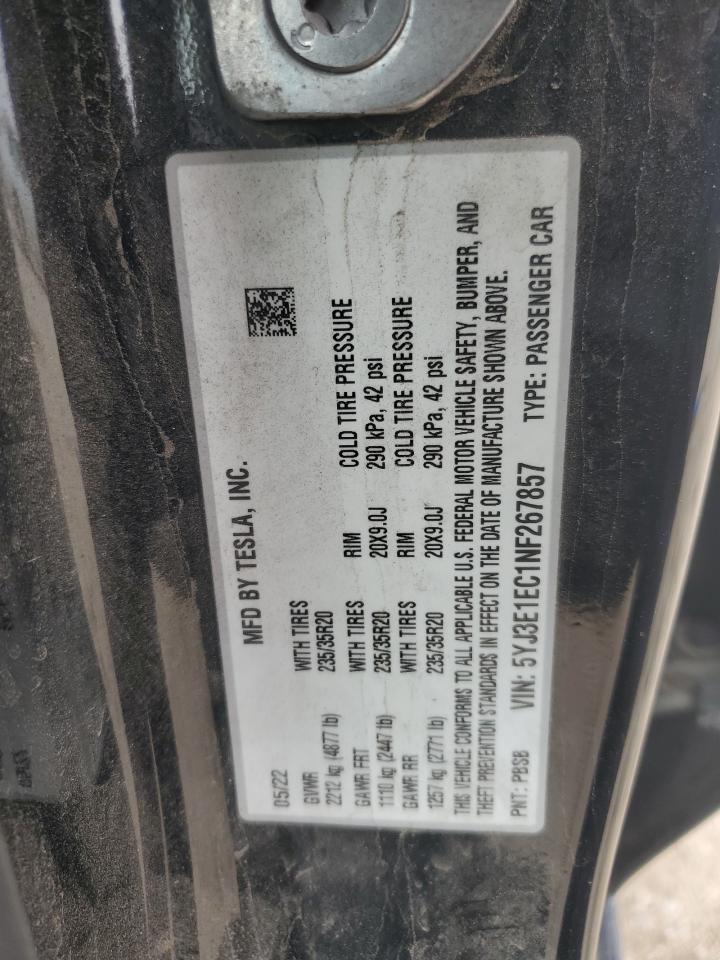 MFD BY TESLA, INC.
05/22
GVWR WITH TIRES
2212 kg (4877 lb) 235/35R20
GAWR FRT WITH TIRES RIM COLD TIRE PRESSURE
1110 kg (2447 lb) 235/35R20 20X9.0J 290 kPa, 42 psi
GAWR RR WITH TIRES RIM COLD TIRE PRESSURE
1257 kg (2771 lb) 235/35R20 20X9.0J 290 kPa, 42 psi
THIS VEHICLE CONFORMS TO ALL APPLICABLE U.S. FEDERAL MOTOR VEHICLE SAFETY, BUMPER, AND
THEFT PREVENTION STANDARDS IN EFFECT ON THE DATE OF MANUFACTURE SHOWN ABOVE.
PNT: PBSB VIN: 5YJ3E1EC1NF267857 TYPE: PASSENGER CAR